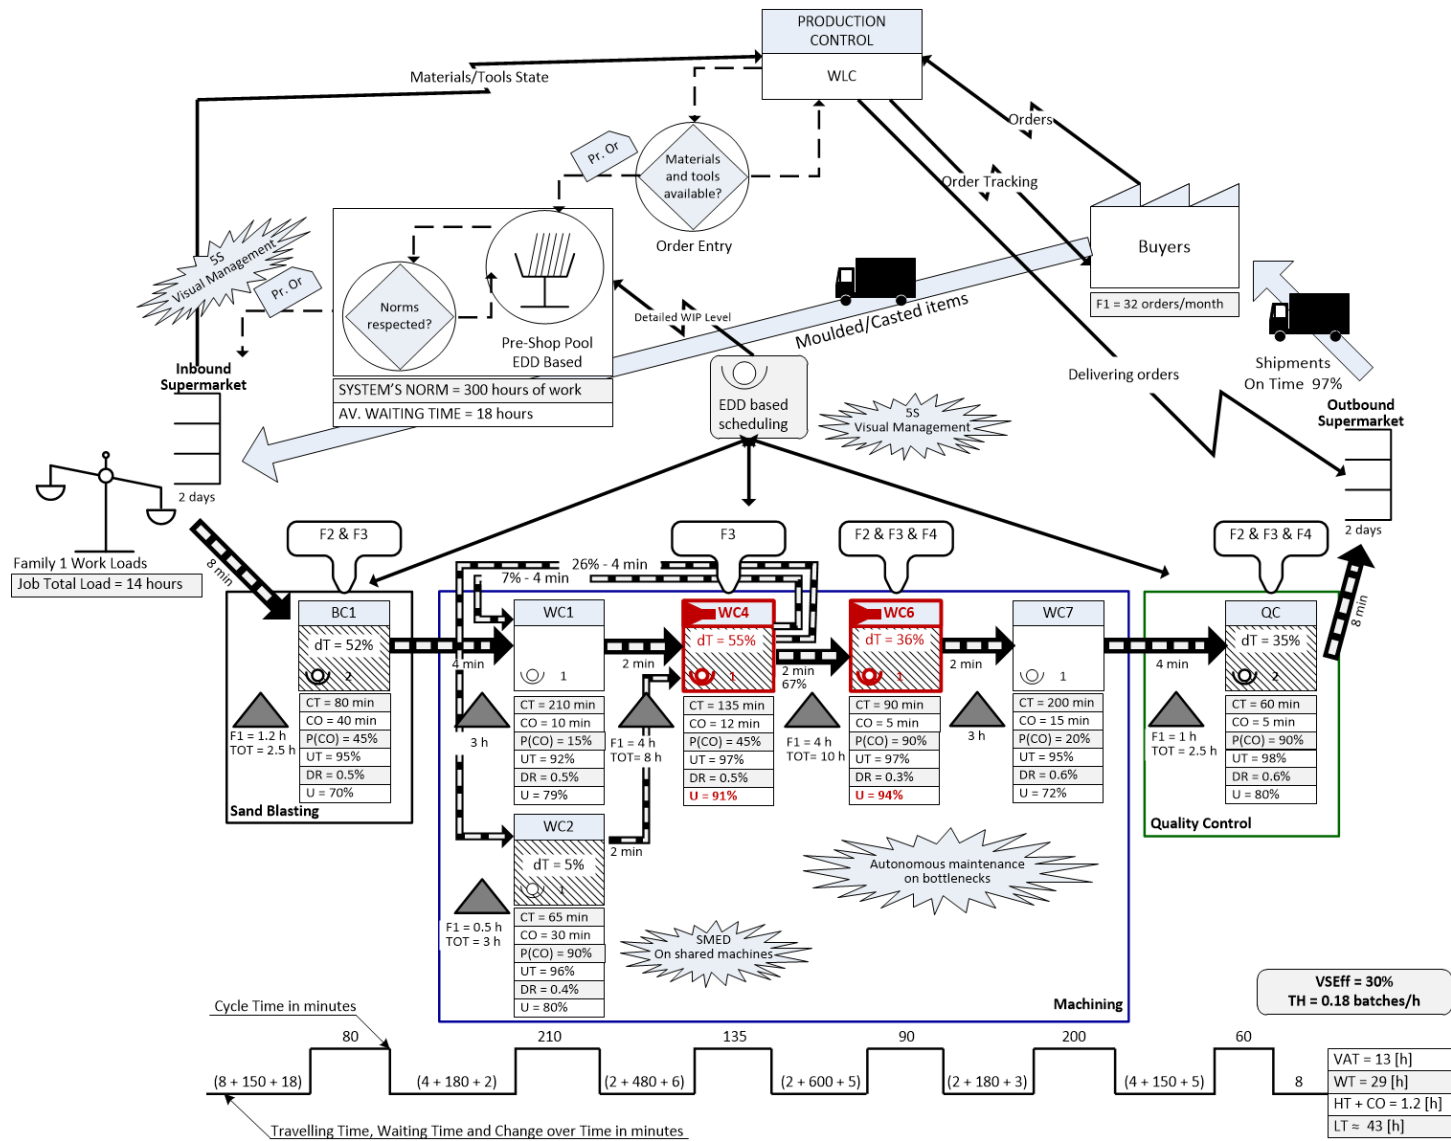 PRODUCTION
CONTROL
WLC
Materials/Tools State
Orders
Pr. Or
Materials
and tools
available?
Order Entry
Order Tracking
Buyers
F1 = 32 orders/month
5S
Visual Management
Pr. Or
Norms
respected?
Pre-Shop Pool
EDD Based
SYSTEM'S NORM = 300 hours of work
AV. WAITING TIME = 18 hours
Detailed WIP Level
Moulded/Casted items
Shipments
On Time 97%
Delivering orders
Inbound
Supermarket
2 days
EDD based
scheduling
5S
Visual Management
Outbound
Supermarket
2 days
Family 1 Work Loads
Job Total Load = 14 hours
8 min
F2 & F3
F3
F2 & F3 & F4
F2 & F3 & F4
8 min
26% - 4 min
7% - 4 min
BC1
dT = 52%
2
CT = 80 min
CO = 40 min
P(CO) = 45%
UT = 95%
DR = 0.5%
U = 70%
F1 = 1.2 h
TOT = 2.5 h
Sand Blasting
4 min
WC1
1
CT = 210 min
CO = 10 min
P(CO) = 15%
UT = 92%
DR = 0.5%
U = 79%
3 h
2 min
WC4
dT = 55%
1
CT = 135 min
CO = 12 min
P(CO) = 45%
UT = 97%
DR = 0.5%
U = 91%
F1 = 4 h
TOT= 8 h
2 min
67%
WC6
dT = 36%
1
CT = 90 min
CO = 5 min
P(CO) = 90%
UT = 97%
DR = 0.3%
U = 94%
F1 = 4 h
TOT= 10 h
2 min
WC7
1
CT = 200 min
CO = 15 min
P(CO) = 20%
UT = 95%
DR = 0.6%
U = 72%
3 h
4 min
QC
dT = 35%
2
CT = 60 min
CO = 5 min
P(CO) = 90%
UT = 98%
DR = 0.6%
U = 80%
F1 = 1 h
TOT = 2.5 h
Quality Control
WC2
dT = 5%
1
CT = 65 min
CO = 30 min
P(CO) = 90%
UT = 96%
DR = 0.4%
U = 80%
F1 = 0.5 h
TOT = 3 h
2 min
Autonomous maintenance
on bottlenecks
SMED
On shared machines
Machining
VSEff = 30%
TH = 0.18 batches/h
Cycle Time in minutes
80
210
135
90
200
60
(8 + 150 + 18)
(4 + 180 + 2)
(2 + 480 + 6)
(2 + 600 + 5)
(2 + 180 + 3)
(4 + 150 + 5)
8
VAT = 13 [h]
WT = 29 [h]
HT + CO = 1.2 [h]
LT ≈ 43 [h]
Travelling Time, Waiting Time and Change over Time in minutes